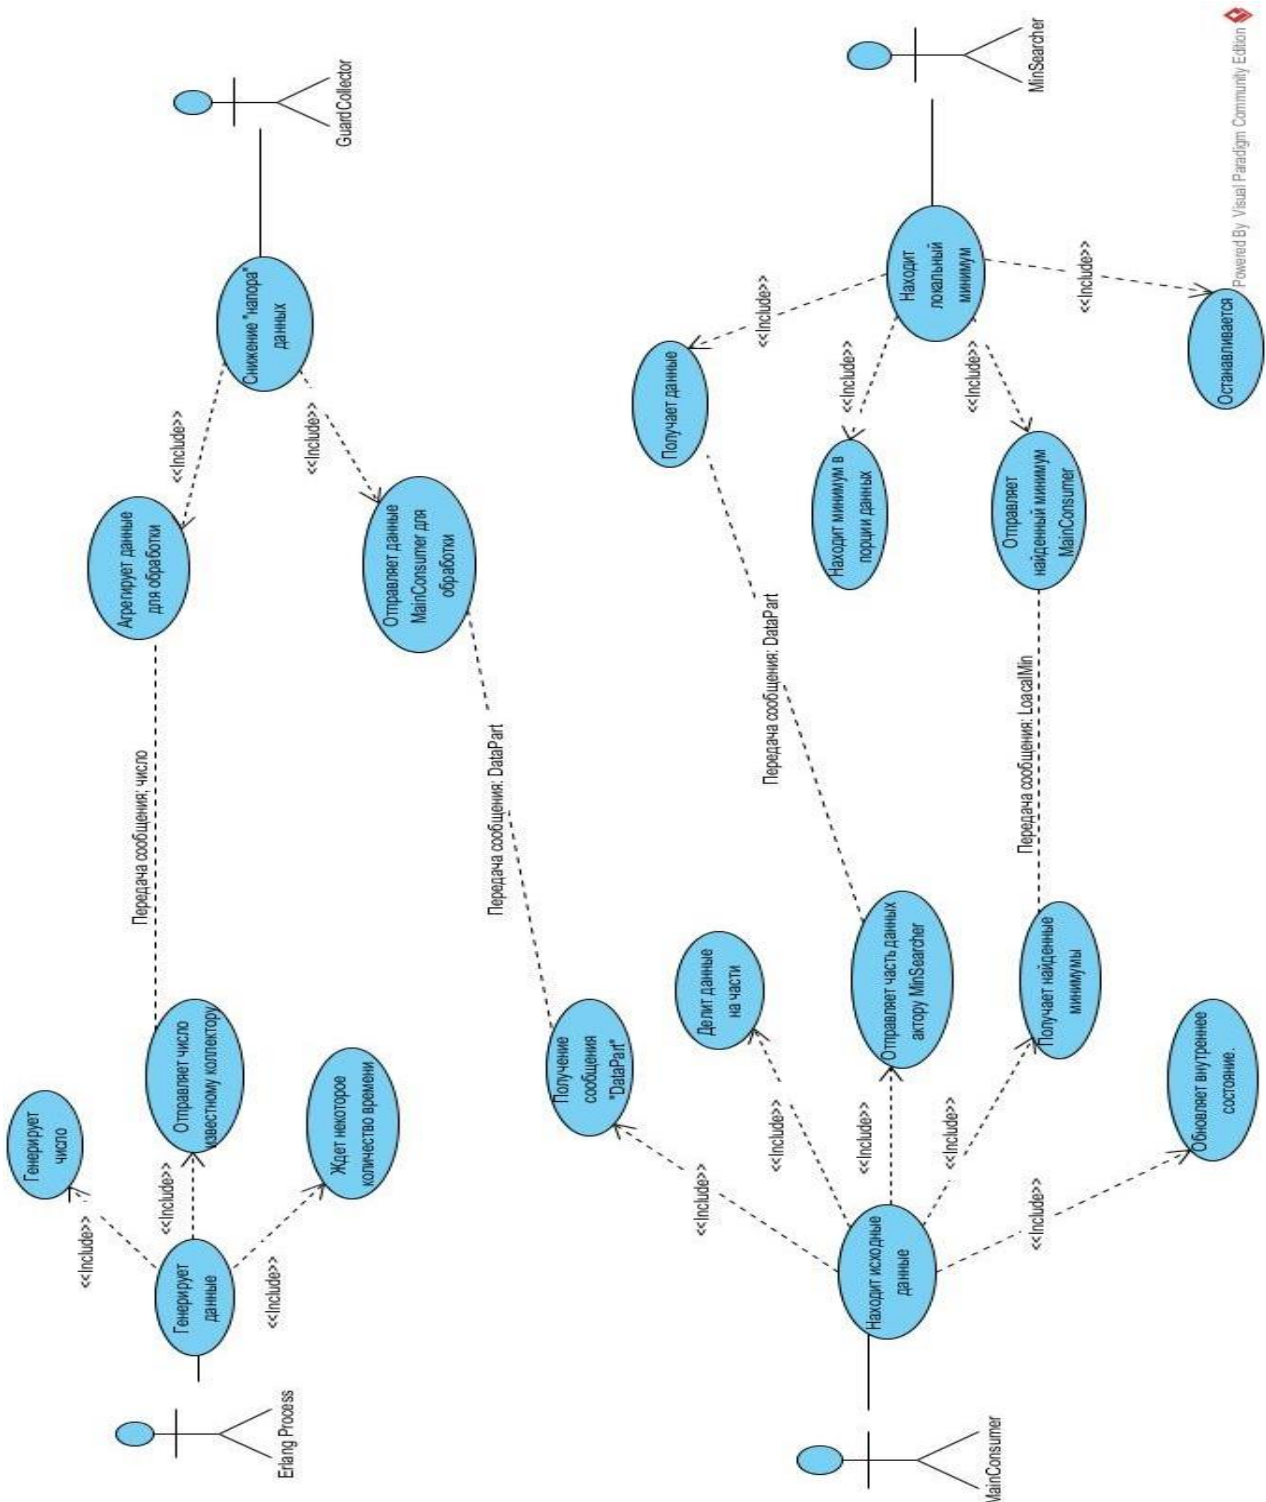 Erlang Process
Генерирует
данные
<<Include>>
<<Include>>
<<Include>>
Генерирует
число
Отправляет число
известному коллектору
Ждет некоторое
количество времени
Передача сообщения; число
Агрегирует данные
для обработки
Отправляет данные
MainConsumer для
обработки
<<Include>>
<<Include>>
Снижение "напора"
данных
GuardCollector
Передача сообщения: DataPart
MainConsumer
Находит исходные
данные
<<Include>>
<<Include>>
<<Include>>
<<Include>>
<<Include>>
Получение
сообщения
"DataPart"
Делит данные
на части
Отправляет часть данных
актору MinSearcher
Получает найденные
минимумы
Обновляет внутреннее
состояние.
Передача сообщения: DataPart
Передача сообщения: LoacalMin
Получает данные
Находит минимум в
порции данных
Отправляет
найденный минимум
MainConsumer
Останавливается
<<Include>>
<<Include>>
<<Include>>
<<Include>>
Находит
локальный
минимум
MinSearcher
Powered By Visual Paradigm Community Edition